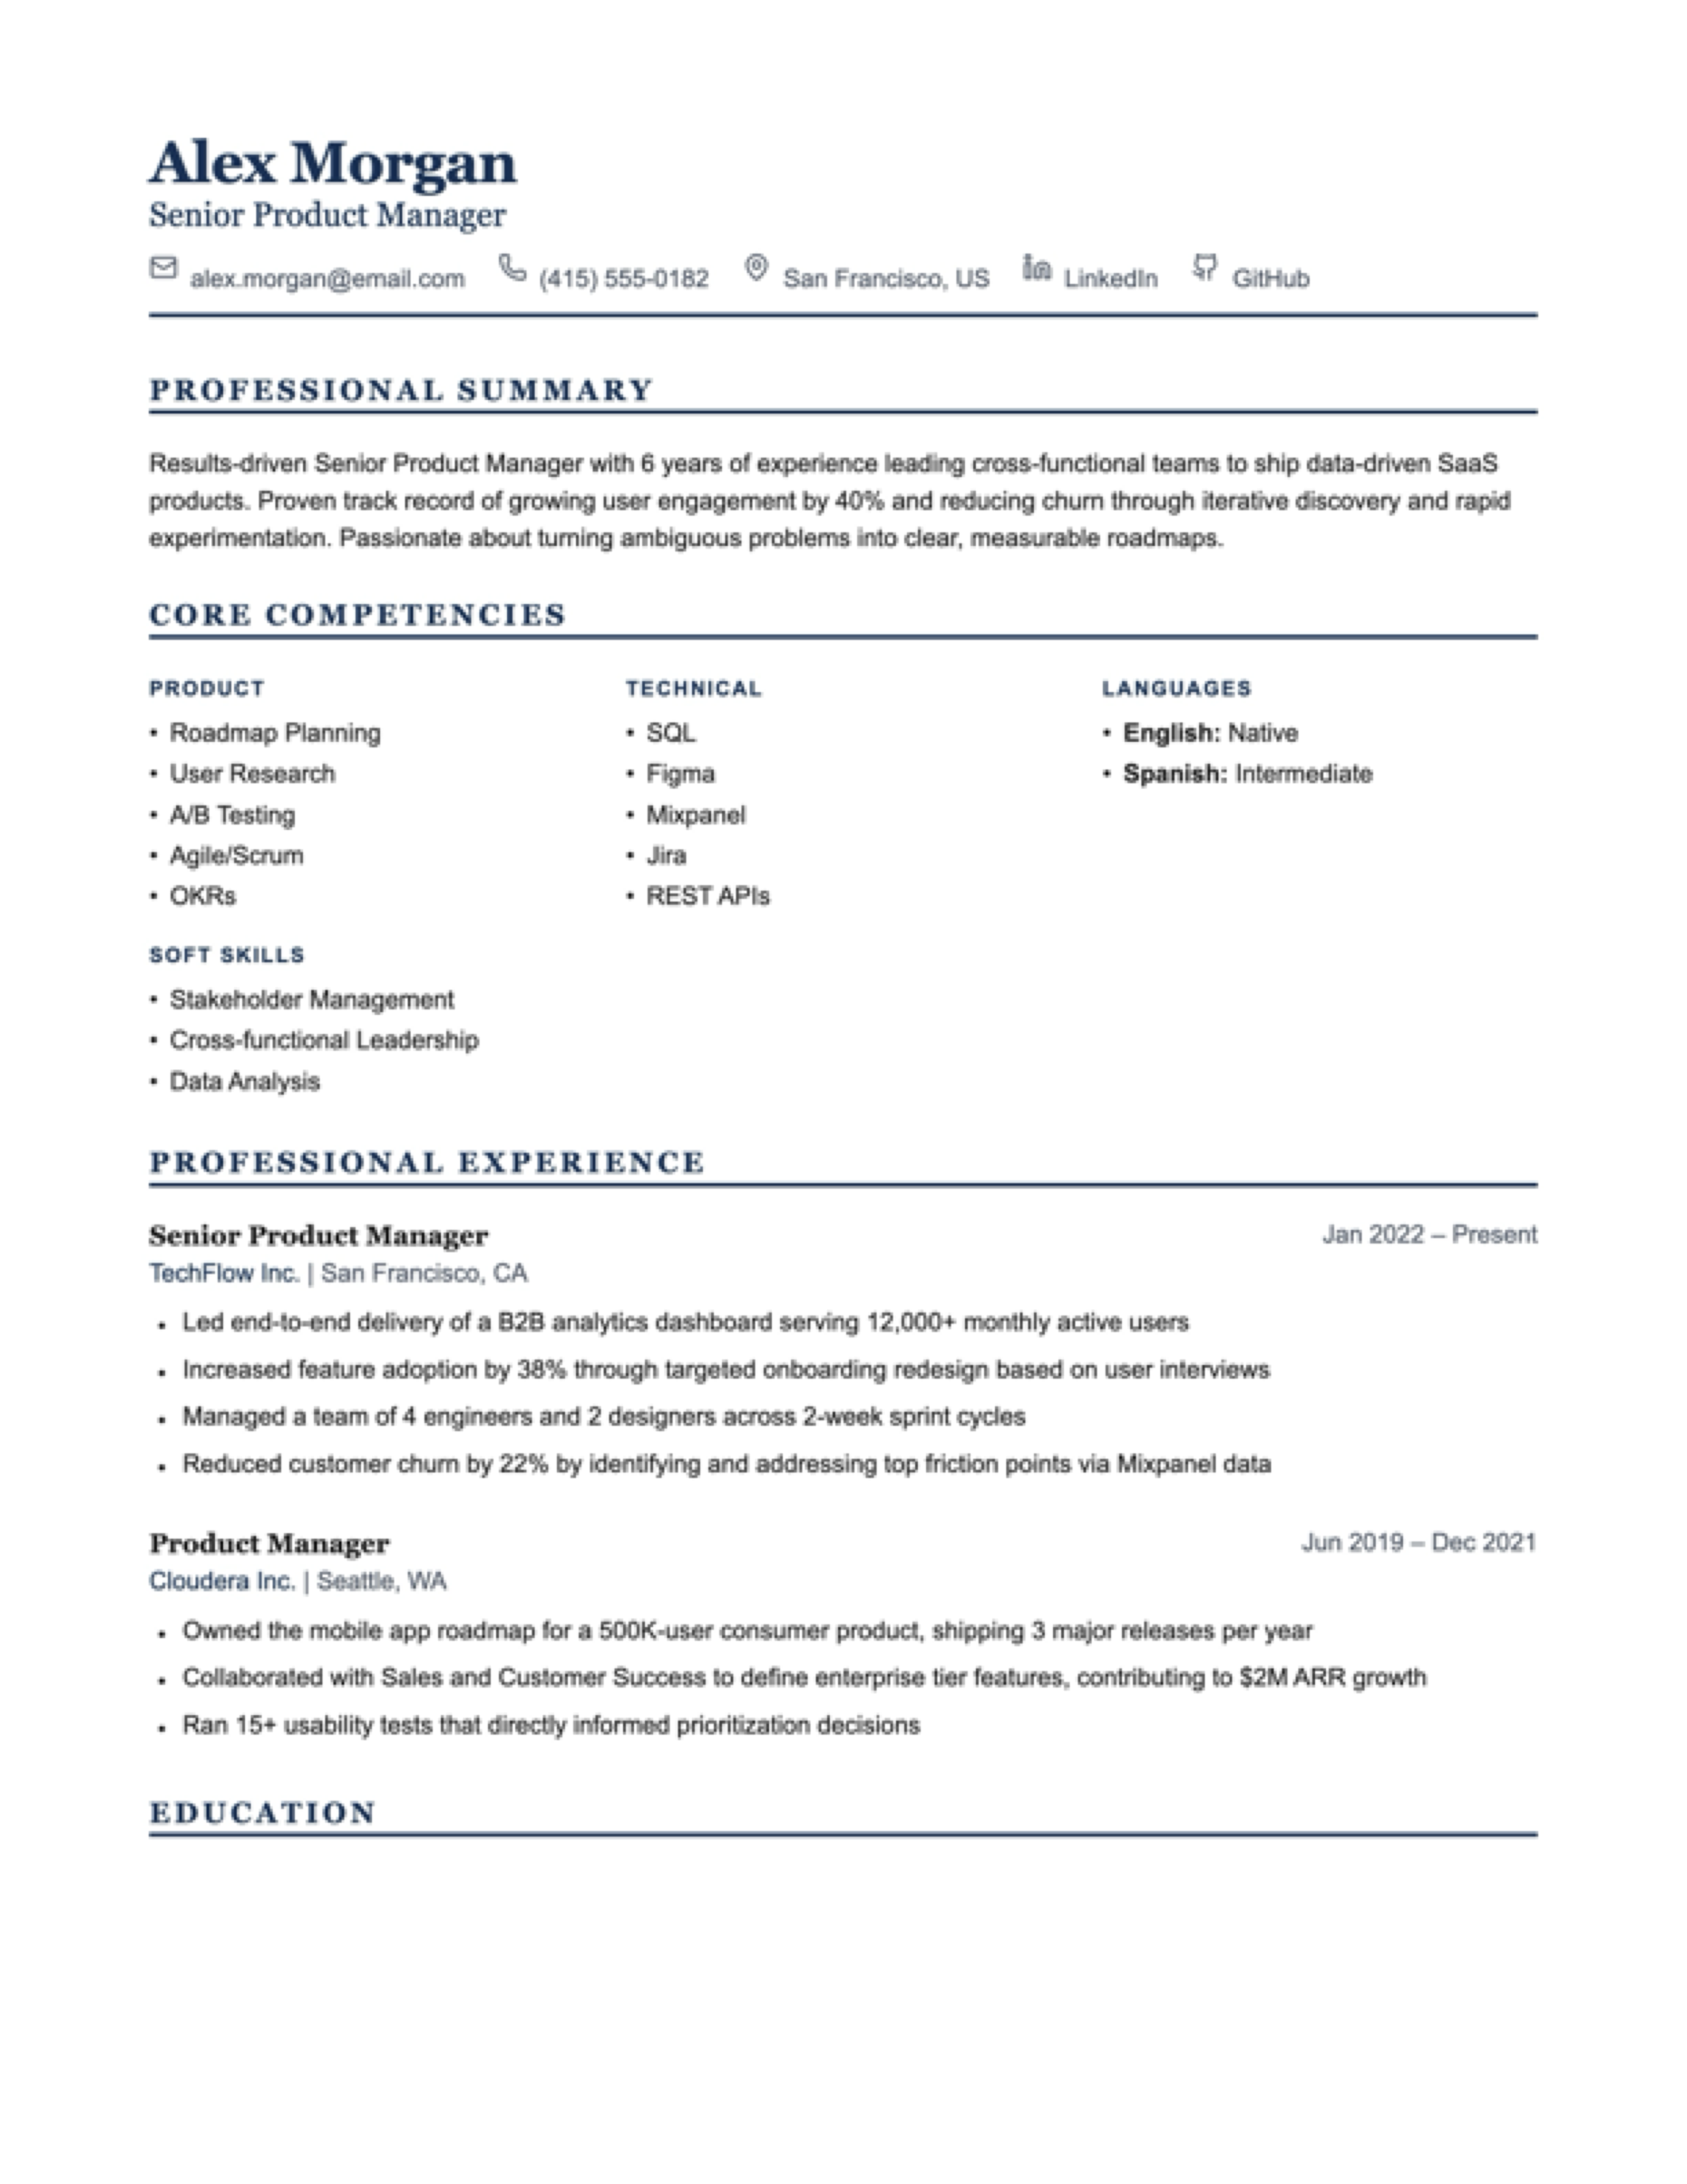 Alex Morgan
Senior Product Manager
alex.morgan@email.com (415) 555-0182 San Francisco, US LinkedIn GitHub
PROFESSIONAL SUMMARY
Results-driven Senior Product Manager with 6 years of experience leading cross-functional teams to ship data-driven SaaS
products. Proven track record of growing user engagement by 40% and reducing churn through iterative discovery and rapid
experimentation. Passionate about turning ambiguous problems into clear, measurable roadmaps.
CORE COMPETENCIES
PRODUCT
• Roadmap Planning
• User Research
• A/B Testing
• Agile/Scrum
• OKRs
TECHNICAL
• SQL
• Figma
• Mixpanel
• Jira
• REST APIs
LANGUAGES
• English: Native
• Spanish: Intermediate
SOFT SKILLS
• Stakeholder Management
• Cross-functional Leadership
• Data Analysis
PROFESSIONAL EXPERIENCE
Senior Product Manager Jan 2022 – Present
TechFlow Inc. | San Francisco, CA
• Led end-to-end delivery of a B2B analytics dashboard serving 12,000+ monthly active users
• Increased feature adoption by 38% through targeted onboarding redesign based on user interviews
• Managed a team of 4 engineers and 2 designers across 2-week sprint cycles
• Reduced customer churn by 22% by identifying and addressing top friction points via Mixpanel data
Product Manager Jun 2019 – Dec 2021
Cloudera Inc. | Seattle, WA
• Owned the mobile app roadmap for a 500K-user consumer product, shipping 3 major releases per year
• Collaborated with Sales and Customer Success to define enterprise tier features, contributing to $2M ARR growth
• Ran 15+ usability tests that directly informed prioritization decisions
EDUCATION